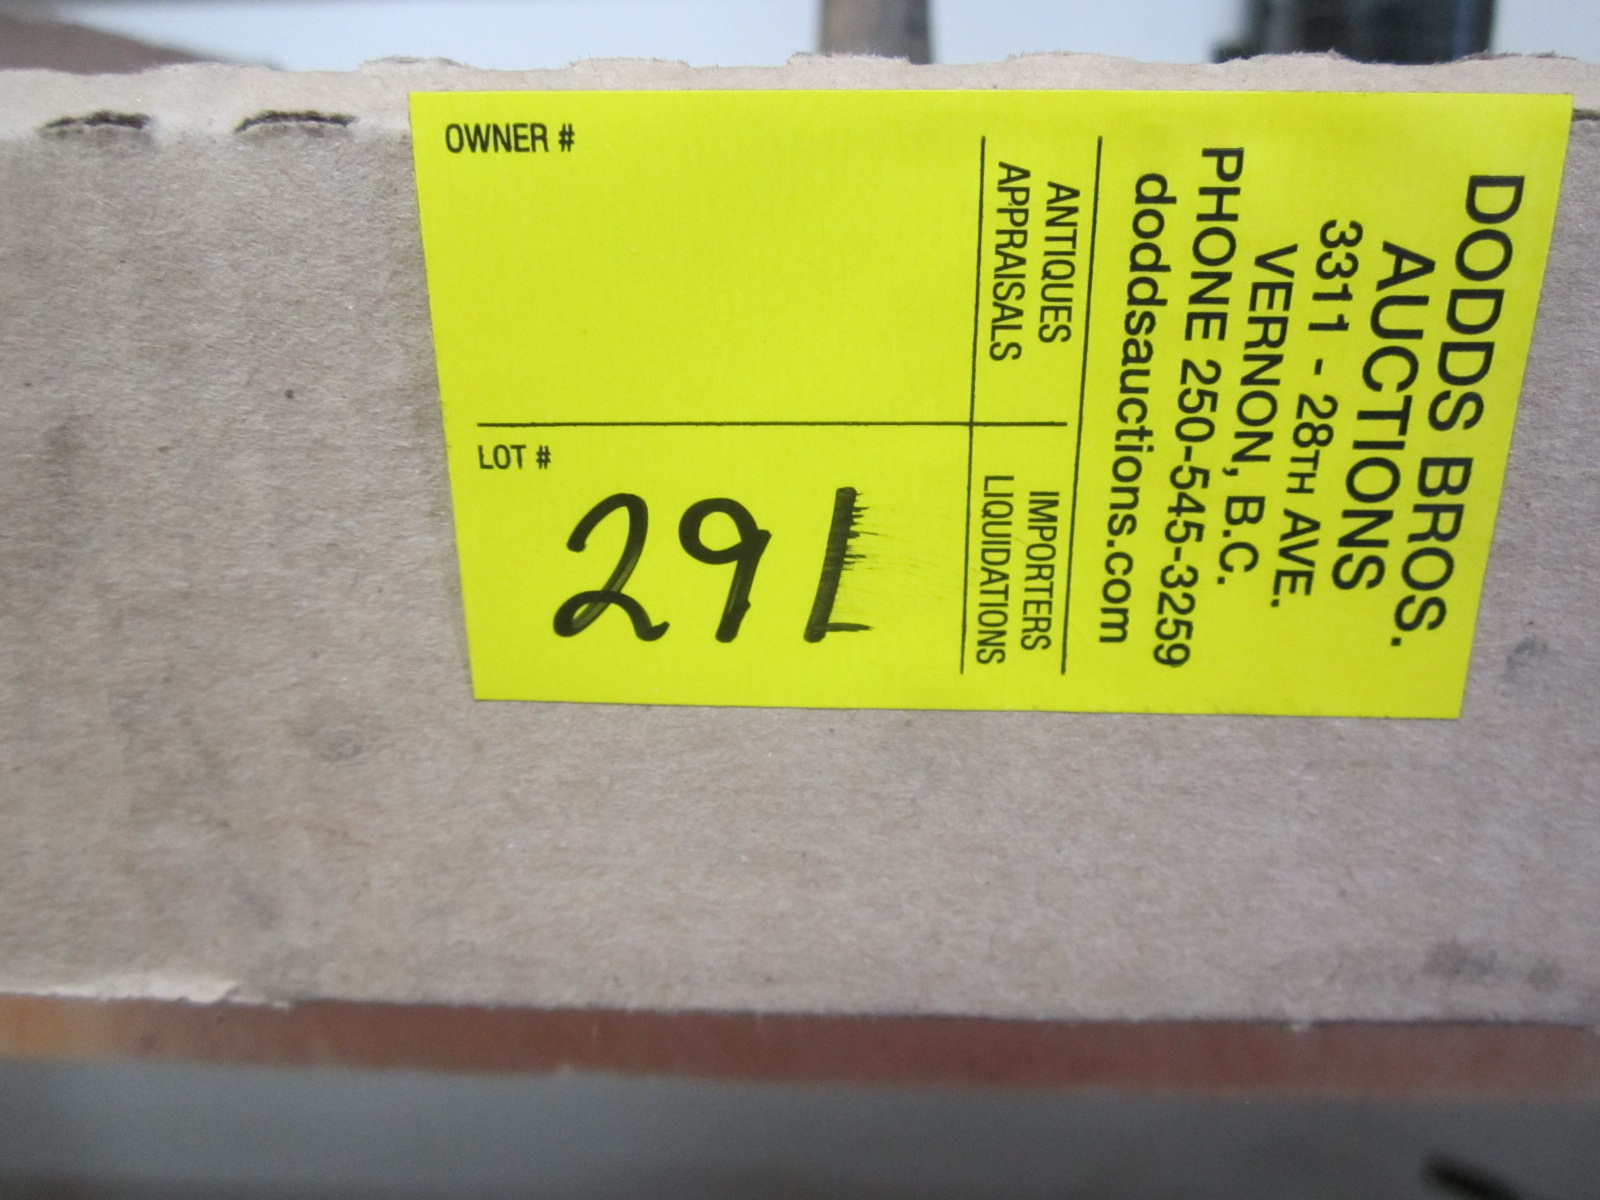 DODDS BROS.
AUCTIONS
3311 - 28TH AVE.
VERNON, B.C.
PHONE 250-545-3259
doddsauctions.com
ANTIQUES
APPRAISALS
IMPORTERS
LIQUIDATIONS
OWNER #
LOT #
291